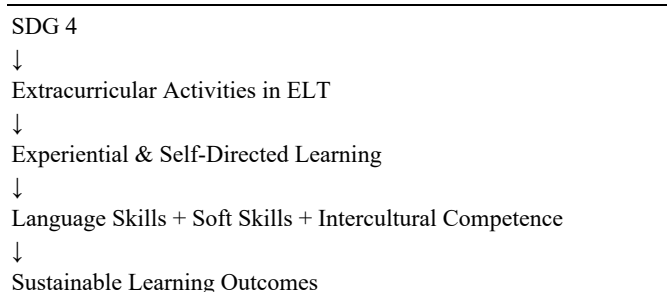 SDG 4
↓
Extracurricular Activities in ELT
↓
Experiential & Self-Directed Learning
↓
Language Skills + Soft Skills + Intercultural Competence
↓
Sustainable Learning Outcomes